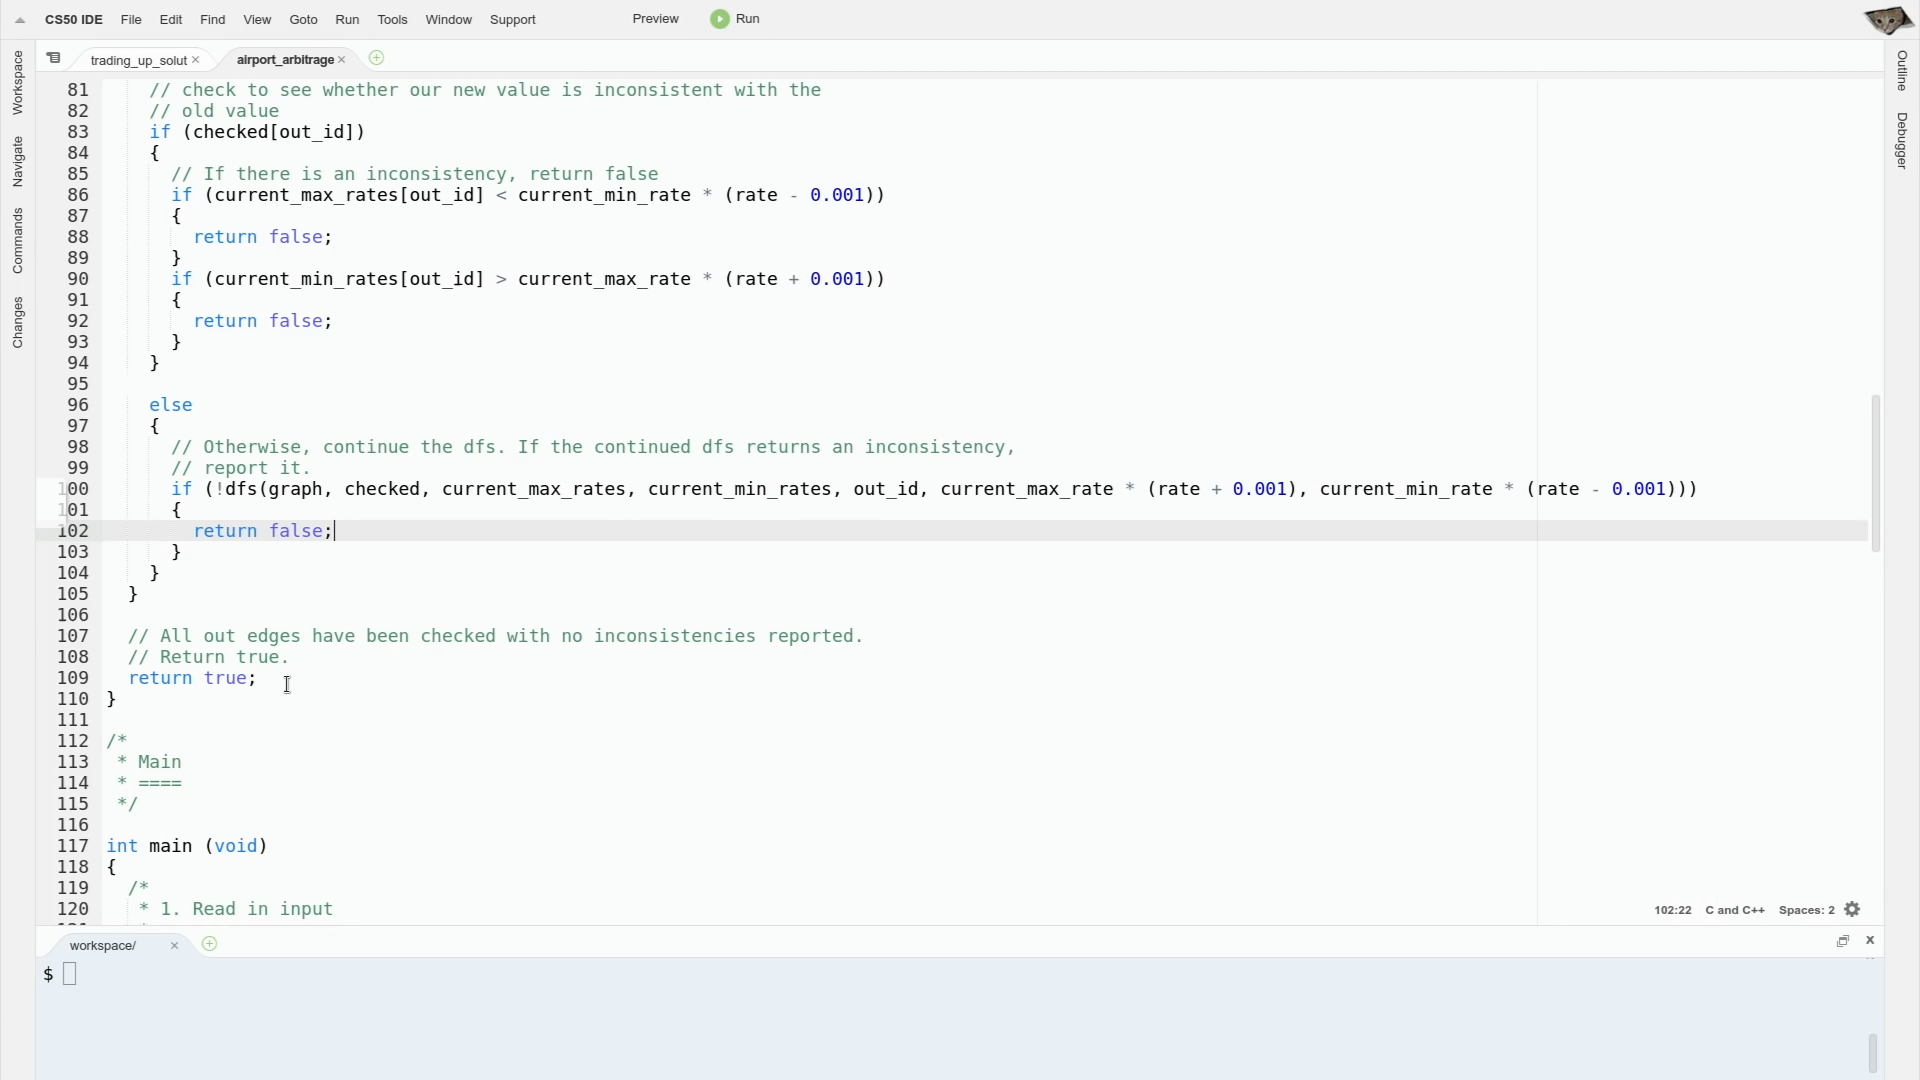 CS50 IDE File Edit Find View Goto Run Tools Window Support Preview Run
trading_up_solut × airport_arbitrage ×
Workspace
Navigate
Commands
Changes
Outline
Debugger
81 // check to see whether our new value is inconsistent with the
82 // old value
83 if (checked[out_id])
84 {
85 // If there is an inconsistency, return false
86 if (current_max_rates[out_id] < current_min_rate * (rate - 0.001))
87 {
88 return false;
89 }
90 if (current_min_rates[out_id] > current_max_rate * (rate + 0.001))
91 {
92 return false;
93 }
94 }
95
96 else
97 {
98 // Otherwise, continue the dfs. If the continued dfs returns an inconsistency,
99 // report it.
100 if (!dfs(graph, checked, current_max_rates, current_min_rates, out_id, current_max_rate * (rate + 0.001), current_min_rate * (rate - 0.001)))
101 {
102 return false;
103 }
104 }
105 }
106
107 // All out edges have been checked with no inconsistencies reported.
108 // Return true.
109 return true;
110 }
111
112 /*
113 * Main
114 * ====
115 */
116
117 int main (void)
118 {
119 /*
120 * 1. Read in input
102:22 C and C++ Spaces: 2
workspace/ ×
$